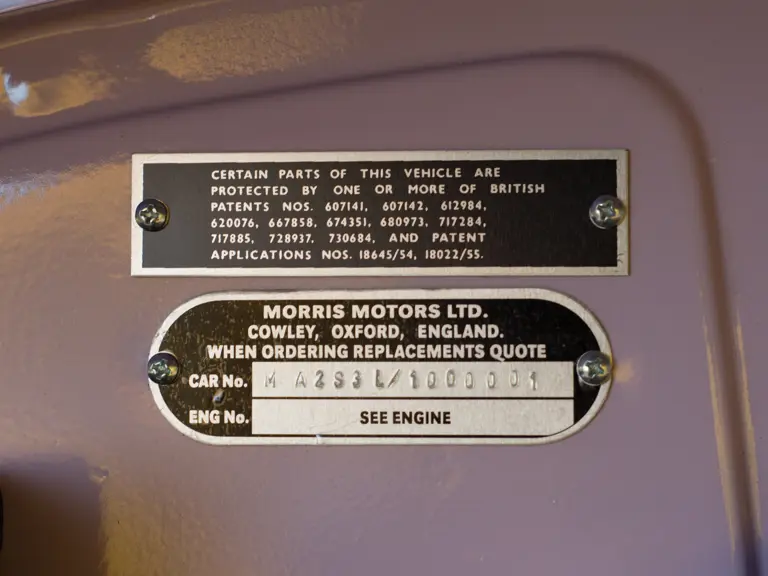 CERTAIN PARTS OF THIS VEHICLE ARE
PROTECTED BY ONE OR MORE OF BRITISH
PATENTS NOS. 607141, 607142, 612984,
620076, 667858, 674351, 680973, 717284,
717885, 728937. 730684, AND PATENT
APPLICATIONS NOS. 18645/54, 18022/55.
MORRIS MOTORS LTD.
COWLEY, OXFORD, ENGLAND.
WHEN ORDERING REPLACEMENTS QUOTE
CAR No. M A2S3L/1000001
ENG No. SEE ENGINE